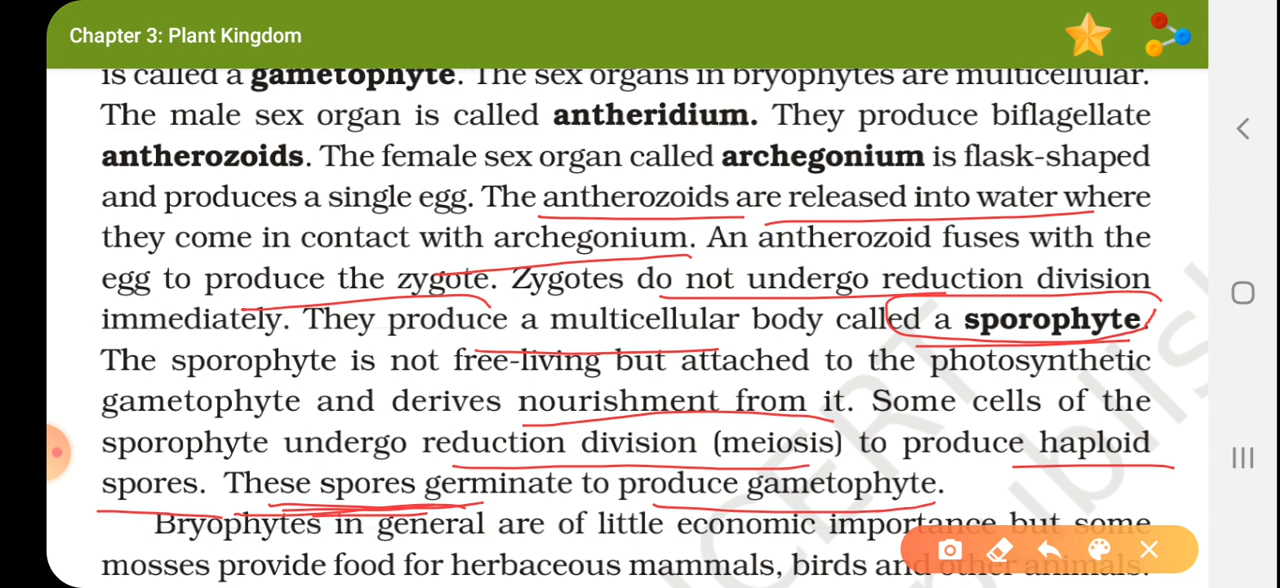 Chapter 3: Plant Kingdom
is called a gametophyte. The sex organs in bryophytes are multicellular.
The male sex organ is called antheridium. They produce biflagellate
antherozoids. The female sex organ called archegonium is flask-shaped
and produces a single egg. The antherozoids are released into water where
they come in contact with archegonium. An antherozoid fuses with the
egg to produce the zygote. Zygotes do not undergo reduction division
immediately. They produce a multicellular body called a sporophyte.
The sporophyte is not free-living but attached to the photosynthetic
gametophyte and derives nourishment from it. Some cells of the
sporophyte undergo reduction division (meiosis) to produce haploid
spores. These spores germinate to produce gametophyte.
Bryophytes in general are of little economic importance but some
mosses provide food for herbaceous mammals, birds and other animals.